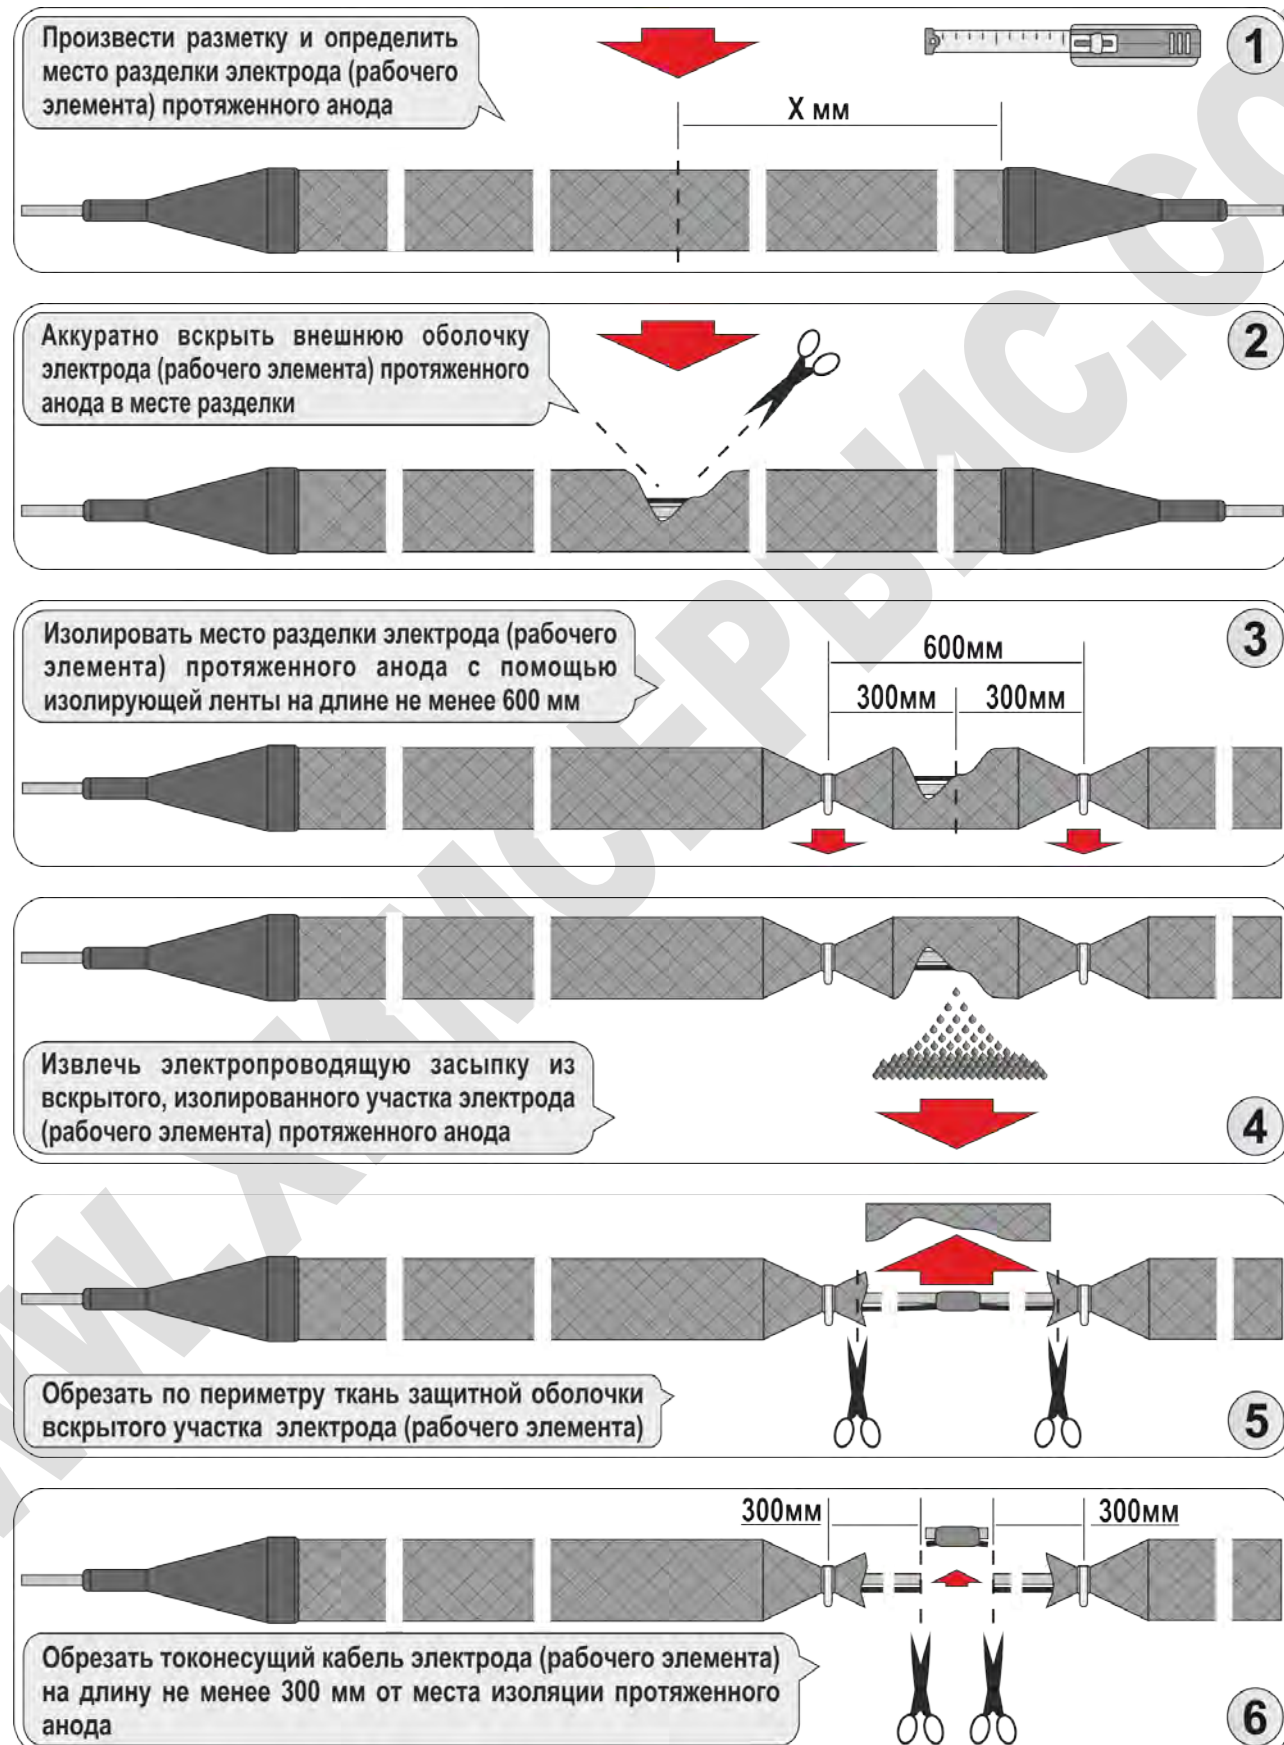 Произвести разметку и определить
место разделки электрода (рабочего
элемента) протяженного анода
1
X мм
Аккуратно вскрыть внешнюю оболочку
электрода (рабочего элемента) протяженного
анода в месте разделки
2
Изолировать место разделки электрода (рабочего
элемента) протяженного анода с помощью
изолирующей ленты на длине не менее 600 мм
3
600мм
300мм 300мм
Извлечь электропроводящую засыпку из
вскрытого, изолированного участка электрода
(рабочего элемента) протяженного анода
4
Обрезать по периметру ткань защитной оболочки
вскрытого участка электрода (рабочего элемента)
5
300мм 300мм
Обрезать токонесущий кабель электрода (рабочего элемента)
на длину не менее 300 мм от места изоляции протяженного
анода
6